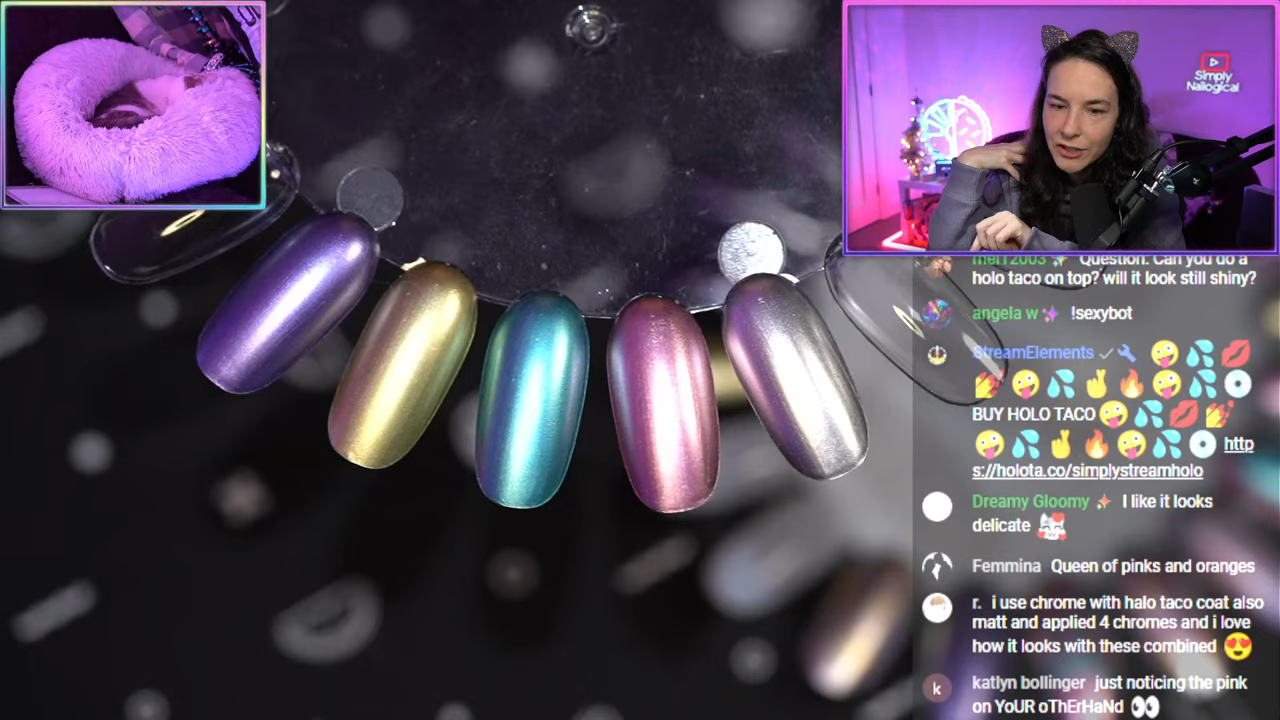 Simply
Nailogical
mel12003 Question: Can you do a
holo taco on top? will it look still shiny?
angela w !sexybot
StreamElements
BUY HOLO TACO
http
s://holota.co/simplystreamholo
Dreamy Gloomy I like it looks
delicate
Femmina Queen of pinks and oranges
r. i use chrome with halo taco coat also
matt and applied 4 chromes and i love
how it looks with these combined
k katlyn bollinger just noticing the pink
on YoUR oThErHaNd